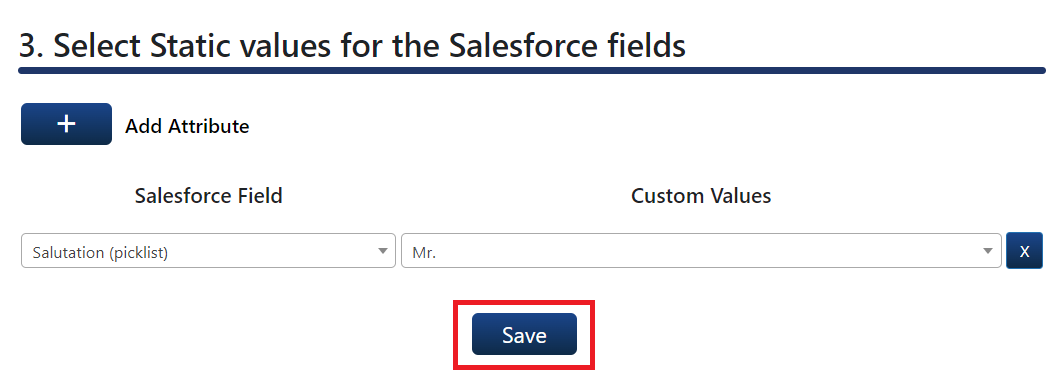 3. Select Static values for the Salesforce fields
+ Add Attribute
Salesforce Field Custom Values
Salutation (picklist) Mr. X
Save